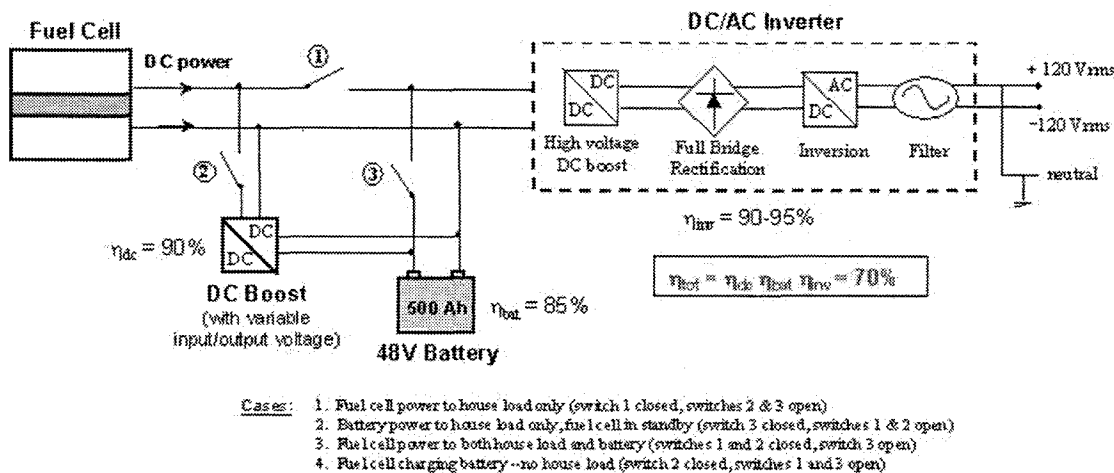 DC/AC Inverter
Fuel Cell
DC power
①
DC
DC
AC
DC
+ 120 Vrms
-120 Vrms
neutral
High voltage
DC boost
Full Bridge
Rectification
Inversion
Filter
②
③
ηdc = 90%
DC
DC
DC Boost
(with variable
input/output voltage)
500 Ah
48V Battery
ηbat = 85%
ηinv = 90-95%
ηtot = ηdc ηbat ηinv = 70%
Cases: 1. Fuel cell power to house load only (switch 1 closed, switches 2 & 3 open)
2. Battery power to house load only, fuel cell in standby (switch 3 closed, switches 1 & 2 open)
3. Fuel cell power to both house load and battery (switches 1 and 2 closed, switch 3 open)
4. Fuel cell charging battery--no house load (switch 2 closed, switches 1 and 3 open)